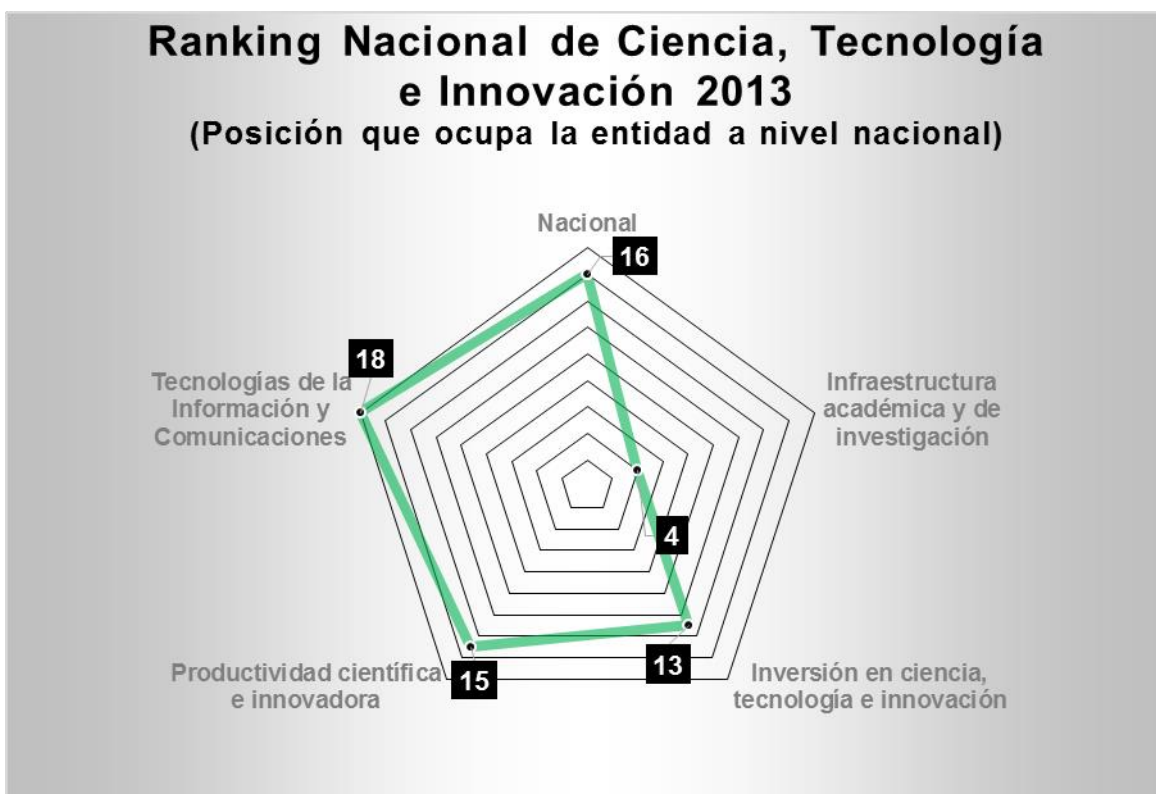 Ranking Nacional de Ciencia, Tecnología
e Innovación 2013
(Posición que ocupa la entidad a nivel nacional)
Nacional
16
18
Tecnologías de la
Información y
Comunicaciones
Infraestructura
académica y de
investigación
4
Productividad científica
e innovadora
15
13
Inversión en ciencia,
tecnología e innovación